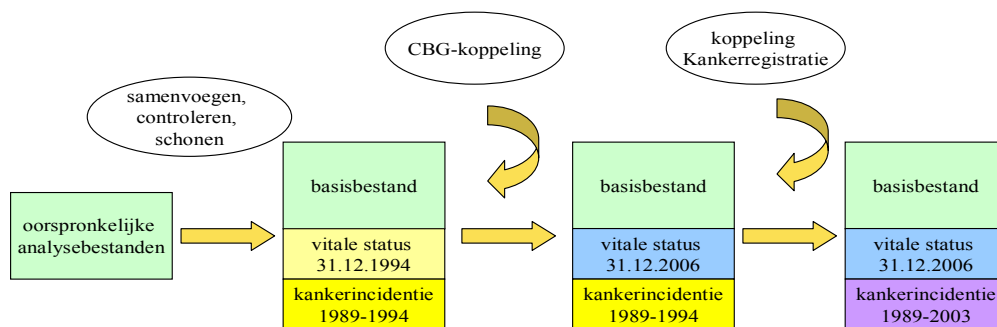 CBG-koppeling
koppeling
Kankerregistratie
samenvoegen,
controleren,
schonen
oorspronkelijke
analysebestanden
basisbestand
vitale status
31.12.1994
kankerincidentie
1989-1994
basisbestand
vitale status
31.12.2006
kankerincidentie
1989-1994
basisbestand
vitale status
31.12.2006
kankerincidentie
1989-2003